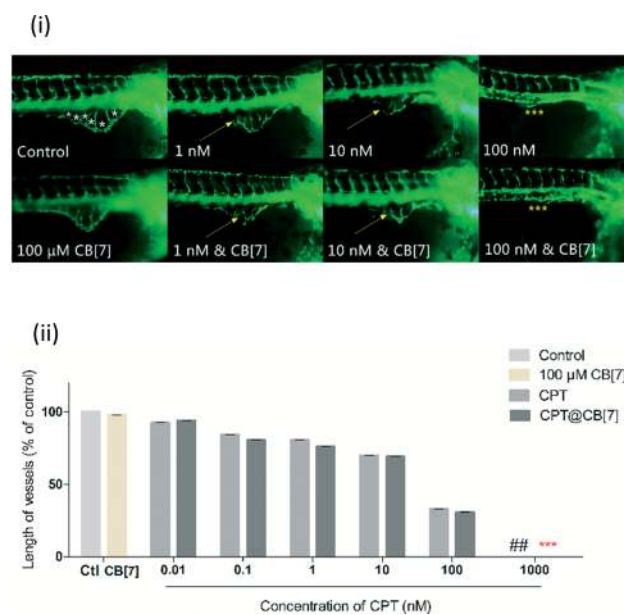 (i)
*****
Control
1 nM
10 nM
***
100 nM
100 µM CB[7]
1 nM & CB[7]
10 nM & CB[7]
***
100 nM & CB[7]
(ii)
Length of vessels (% of control)
100
50
0
Control
100 µM CB[7]
CPT
CPT@CB[7]
## ***
Ctl CB[7] 0.01 0.1 1 10 100 1000
Concentration of CPT (nM)